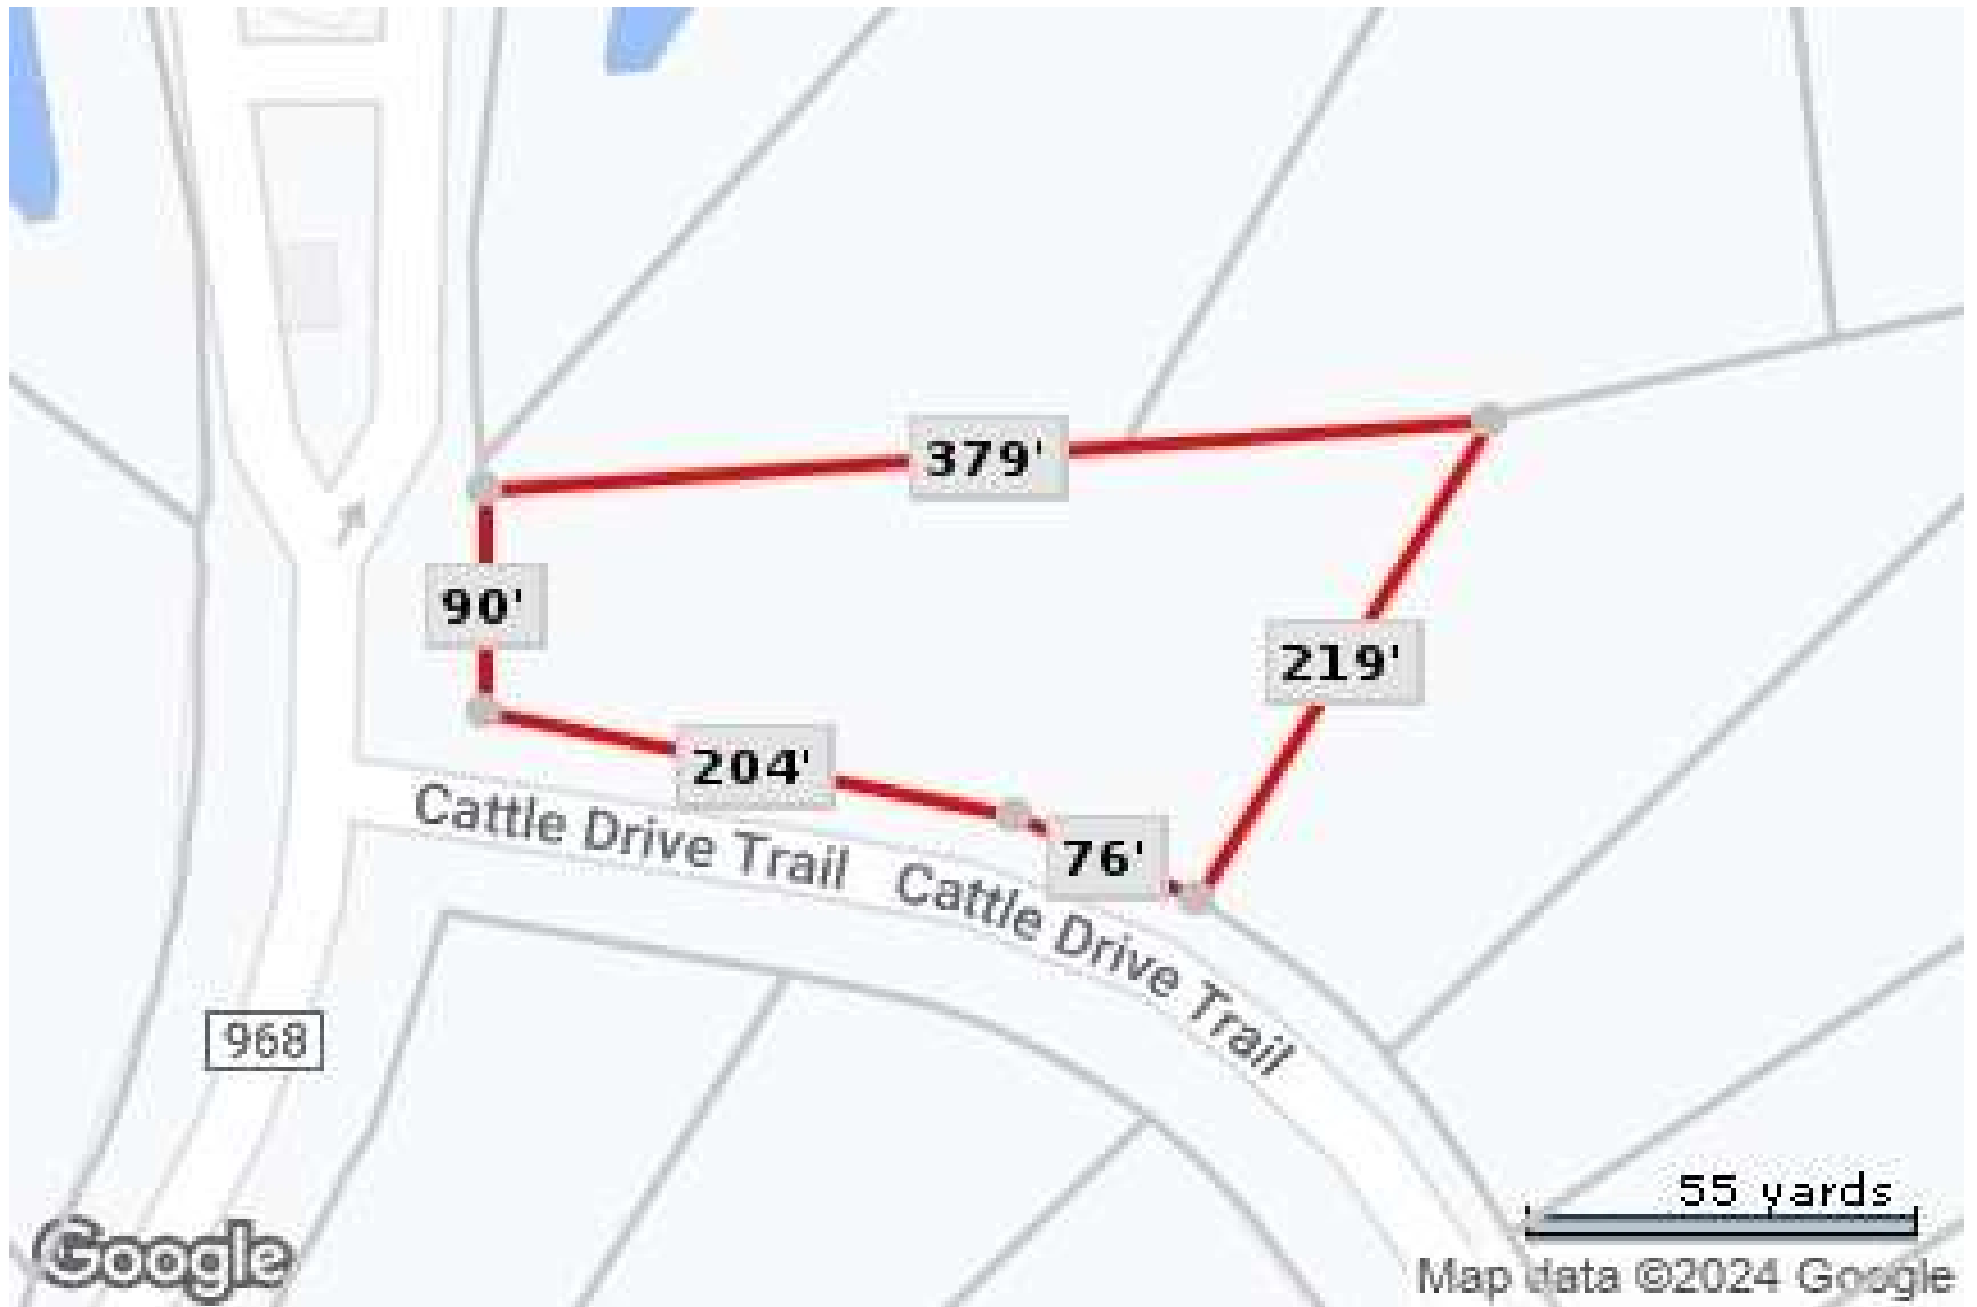 379'
90'
219'
204'
76'
Cattle Drive Trail
Cattle Drive Trail
968
55 yards
Google
Map data ©2024 Google